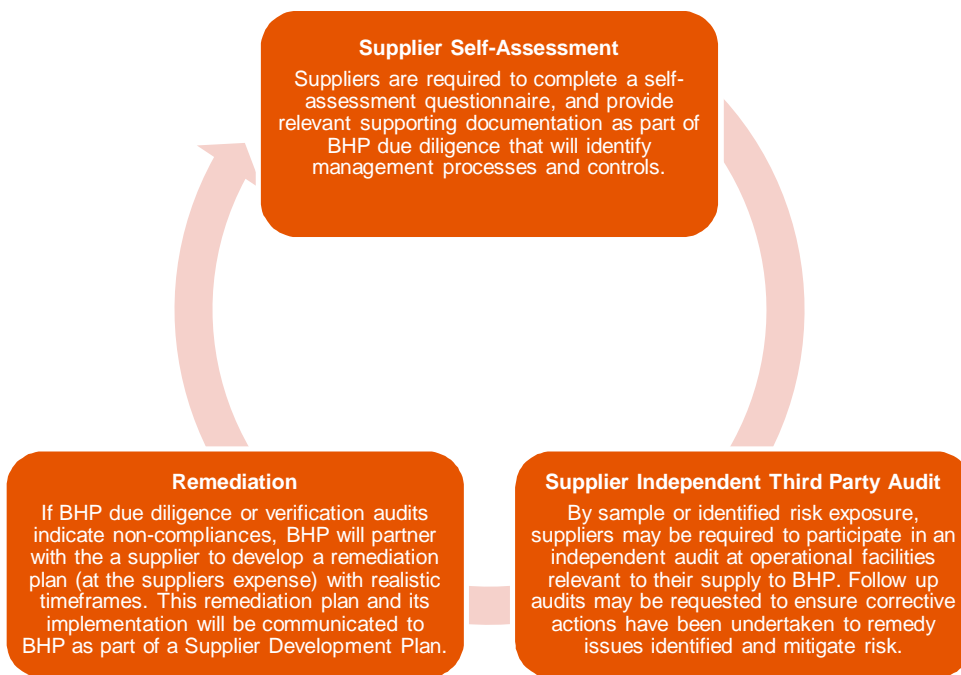 Supplier Self-Assessment
Suppliers are required to complete a self-
assessment questionnaire, and provide
relevant supporting documentation as part of
BHP due diligence that will identify
management processes and controls.
Remediation
If BHP due diligence or verification audits
indicate non-compliances, BHP will partner
with the a supplier to develop a remediation
plan (at the suppliers expense) with realistic
timeframes. This remediation plan and its
implementation will be communicated to
BHP as part of a Supplier Development Plan.
Supplier Independent Third Party Audit
By sample or identified risk exposure,
suppliers may be required to participate in an
independent audit at operational facilities
relevant to their supply to BHP. Follow up
audits may be requested to ensure corrective
actions have been undertaken to remedy
issues identified and mitigate risk.